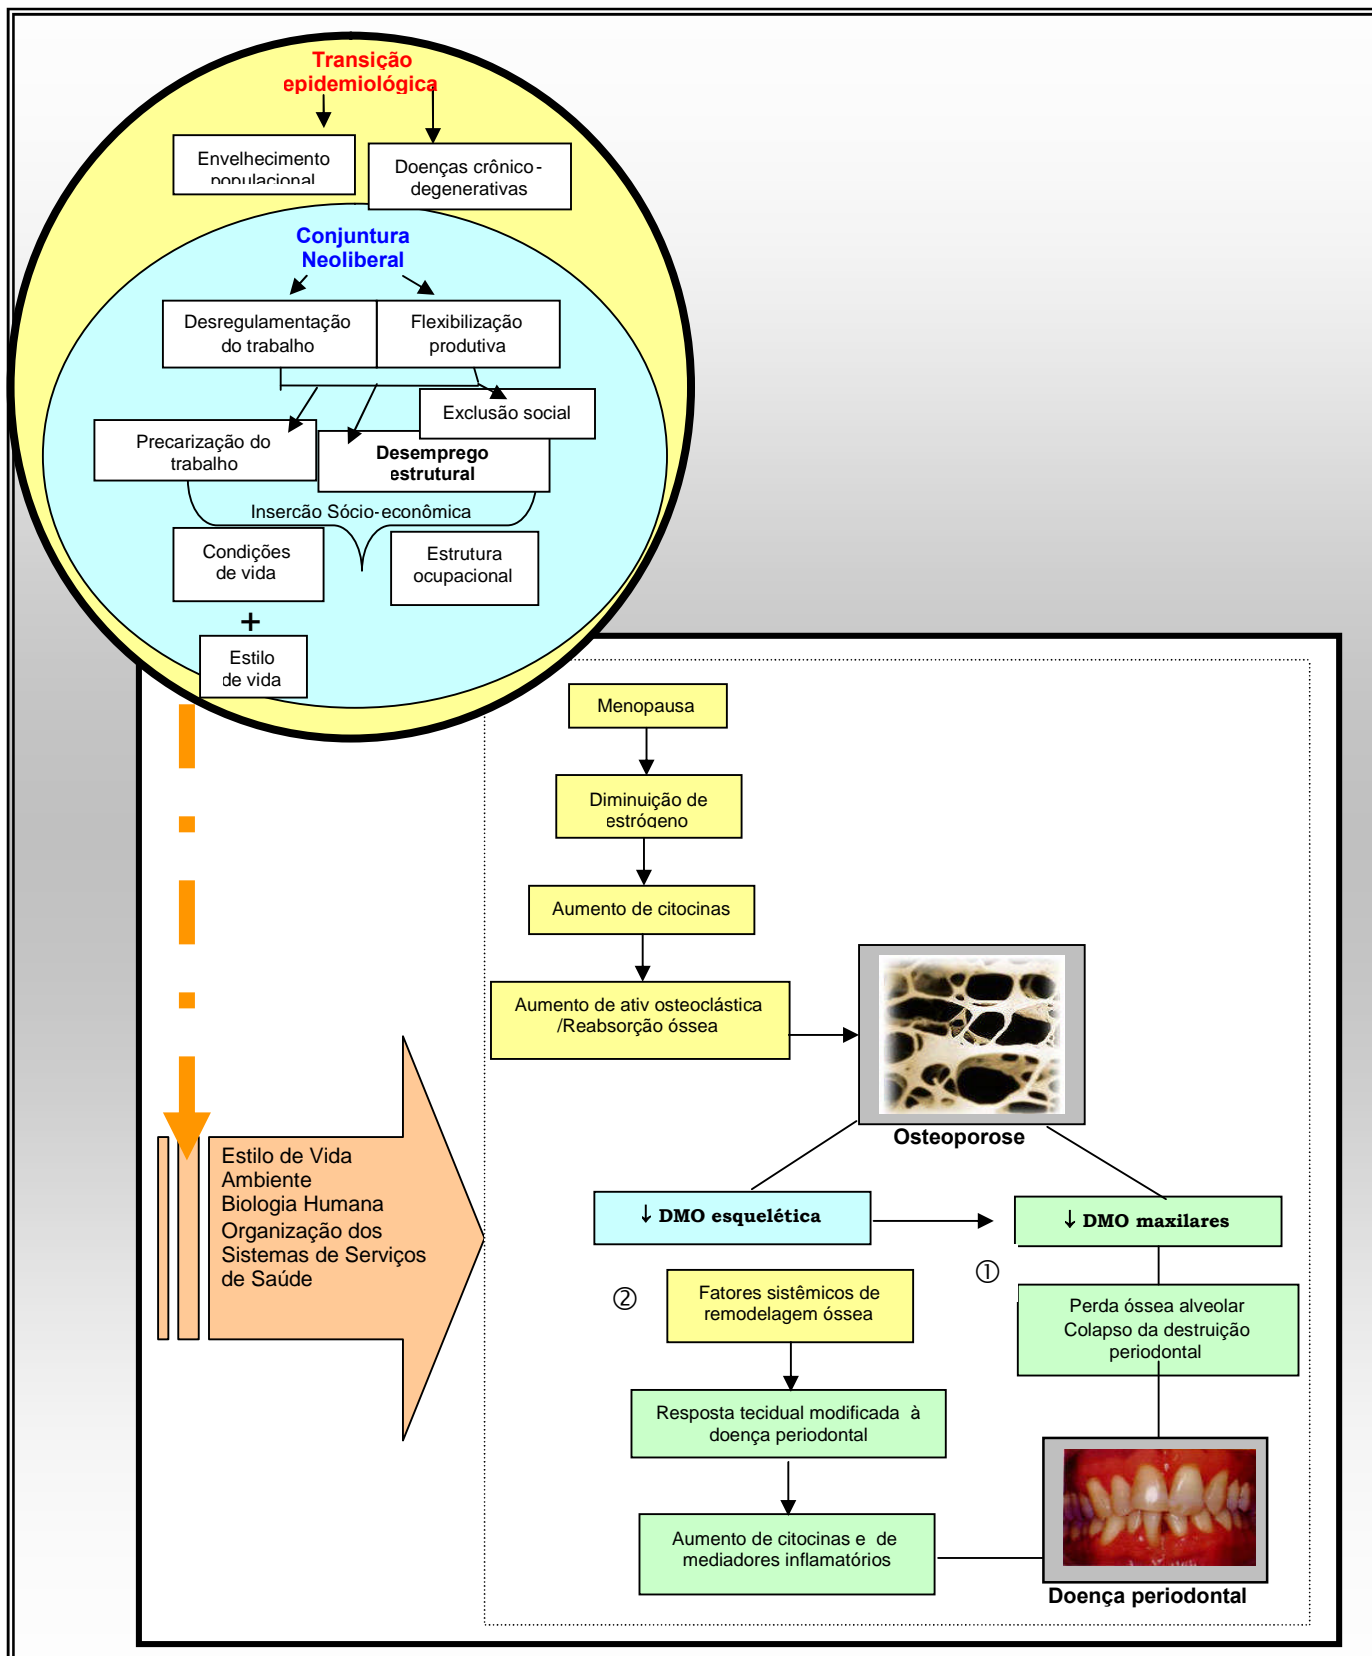 Transição
epidemiológica
Envelhecimento
populacional
Doenças crônico-
degenerativas
Conjuntura
Neoliberal
Desregulamentação
do trabalho
Flexibilização
produtiva
Exclusão social
Precarização do
trabalho
Desemprego
estrutural
Inserção Sócio-econômica
Condições
de vida
Estrutura
ocupacional
+
Estilo
de vida
Menopausa
Diminuição de
estrógeno
Aumento de citocinas
Aumento de ativ osteoclástica
/Reabsorção óssea
Osteoporose
Estilo de Vida
Ambiente
Biologia Humana
Organização dos
Sistemas de Serviços
de Saúde
↓ DMO esquelética
↓ DMO maxilares
①
②
Fatores sistêmicos de
remodelagem óssea
Perda óssea alveolar
Colapso da destruição
periodontal
Resposta tecidual modificada à
doença periodontal
Aumento de citocinas e de
mediadores inflamatórios
Doença periodontal